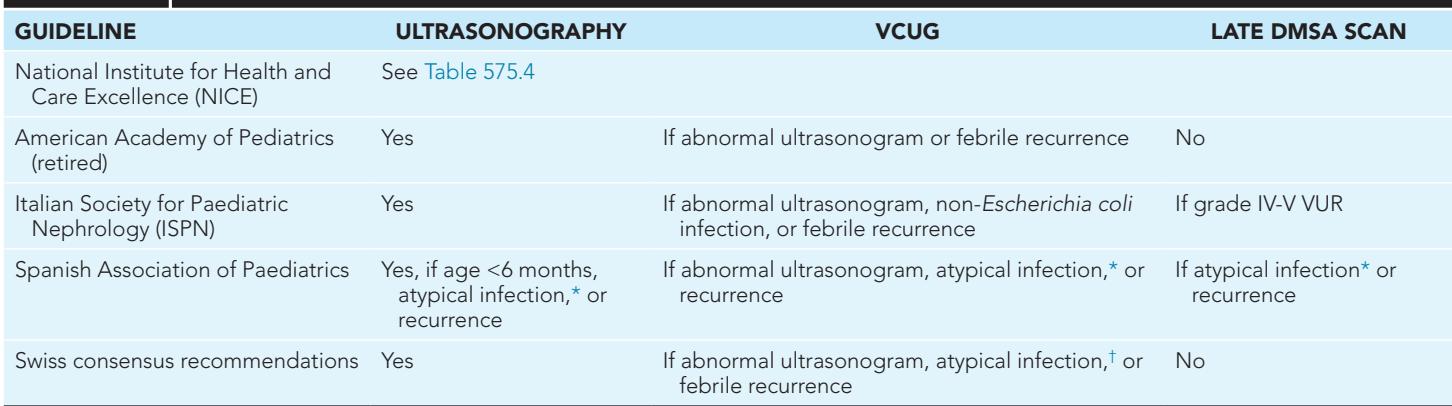 GUIDELINE ULTRASONOGRAPHY VCUG LATE DMSA SCAN
National Institute for Health and Care Excellence (NICE) See Table 575.4
American Academy of Pediatrics (retired) Yes If abnormal ultrasonogram or febrile recurrence No
Italian Society for Paediatric Nephrology (ISPN) Yes If abnormal ultrasonogram, non-Escherichia coli infection, or febrile recurrence If grade IV-V VUR
Spanish Association of Paediatrics Yes, if age <6 months, atypical infection,* or recurrence If abnormal ultrasonogram, atypical infection,* or recurrence If atypical infection* or recurrence
Swiss consensus recommendations Yes If abnormal ultrasonogram, atypical infection,† or febrile recurrence No